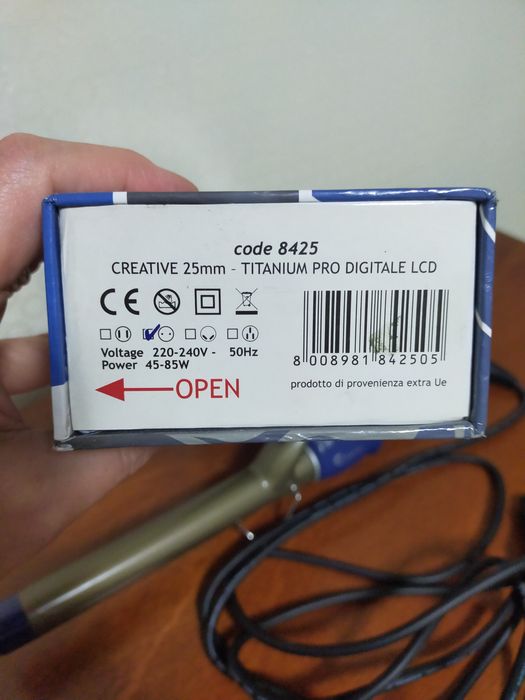 code 8425
CREATIVE 25mm - TITANIUM PRO DIGITALE LCD
CE
Voltage 220-240V - 50Hz
Power 45-85W
8 008981 842505
OPEN
prodotto di provenienza extra Ue